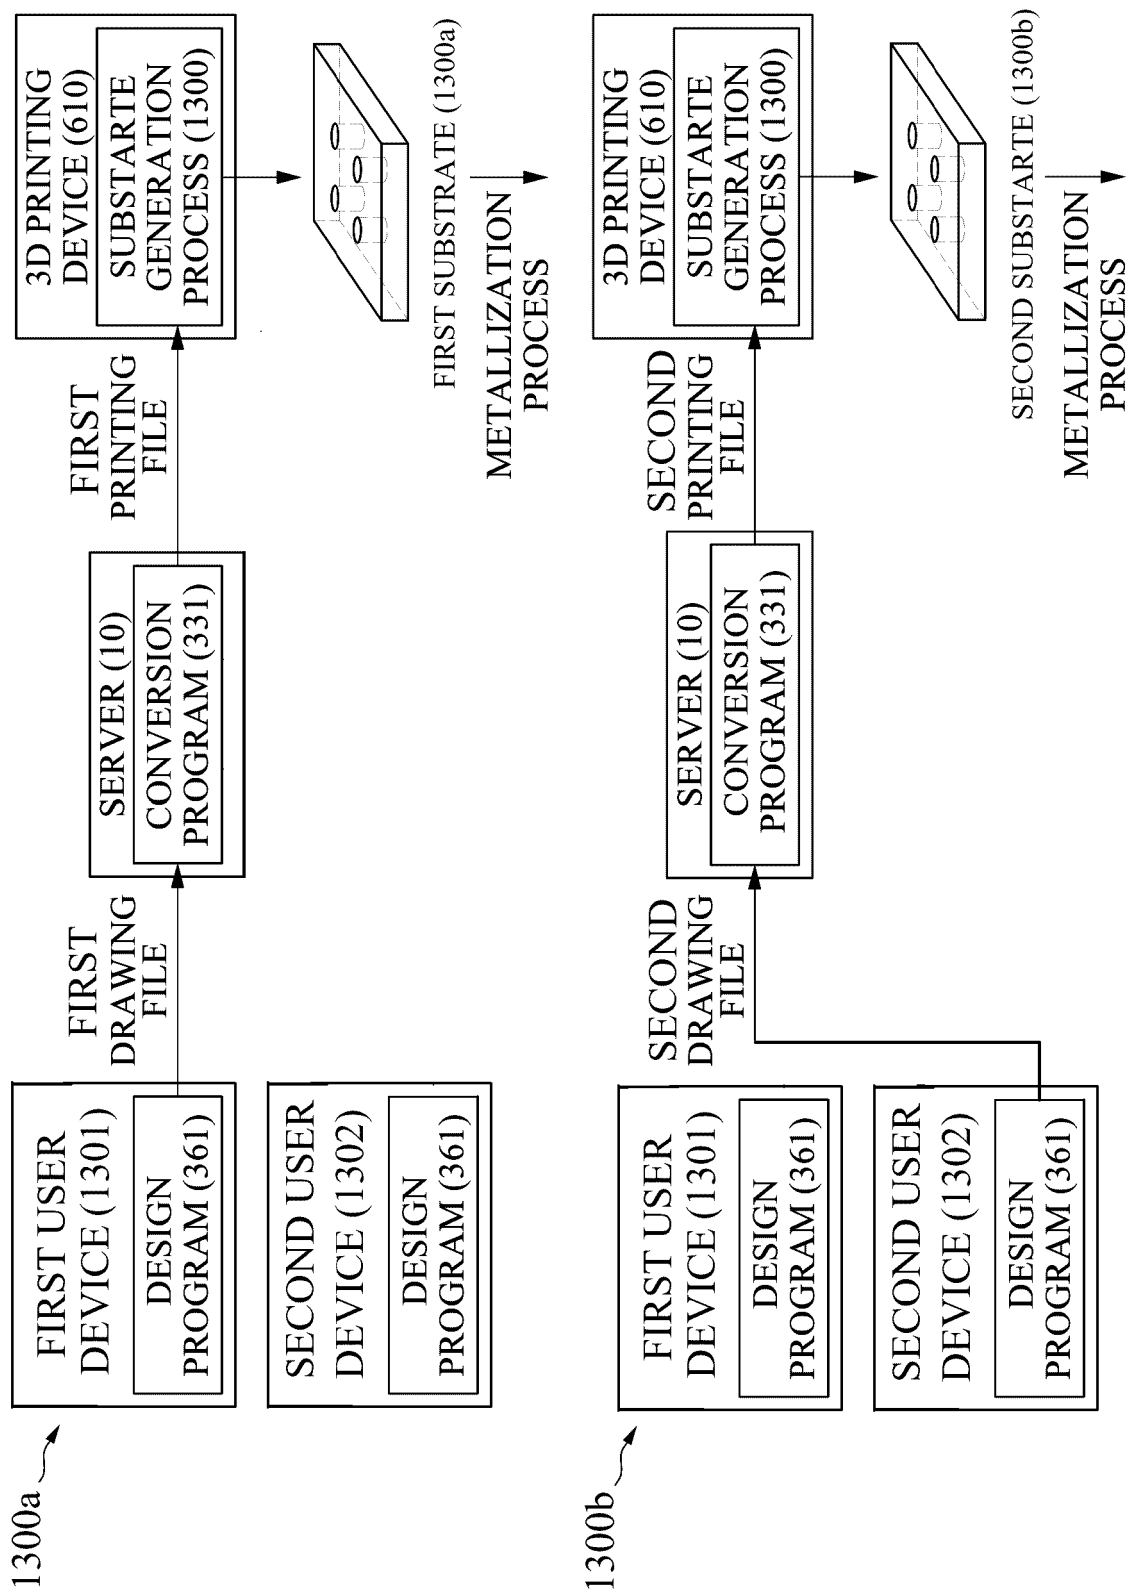 1300a
FIRST USER
DEVICE (1301)
DESIGN
PROGRAM (361)
SECOND USER
DEVICE (1302)
DESIGN
PROGRAM (361)
FIRST
DRAWING
FILE
SERVER (10)
CONVERSION
PROGRAM (331)
FIRST
PRINTING
FILE
3D PRINTING
DEVICE (610)
SUBSTARTE
GENERATION
PROCESS (1300)
FIRST SUBSTRATE (1300a)
METALLIZATION
PROCESS
1300b
FIRST USER
DEVICE (1301)
DESIGN
PROGRAM (361)
SECOND USER
DEVICE (1302)
DESIGN
PROGRAM (361)
SECOND
DRAWING
FILE
SERVER (10)
CONVERSION
PROGRAM (331)
SECOND
PRINTING
FILE
3D PRINTING
DEVICE (610)
SUBSTARTE
GENERATION
PROCESS (1300)
SECOND SUBSTARTE (1300b)
METALLIZATION
PROCESS